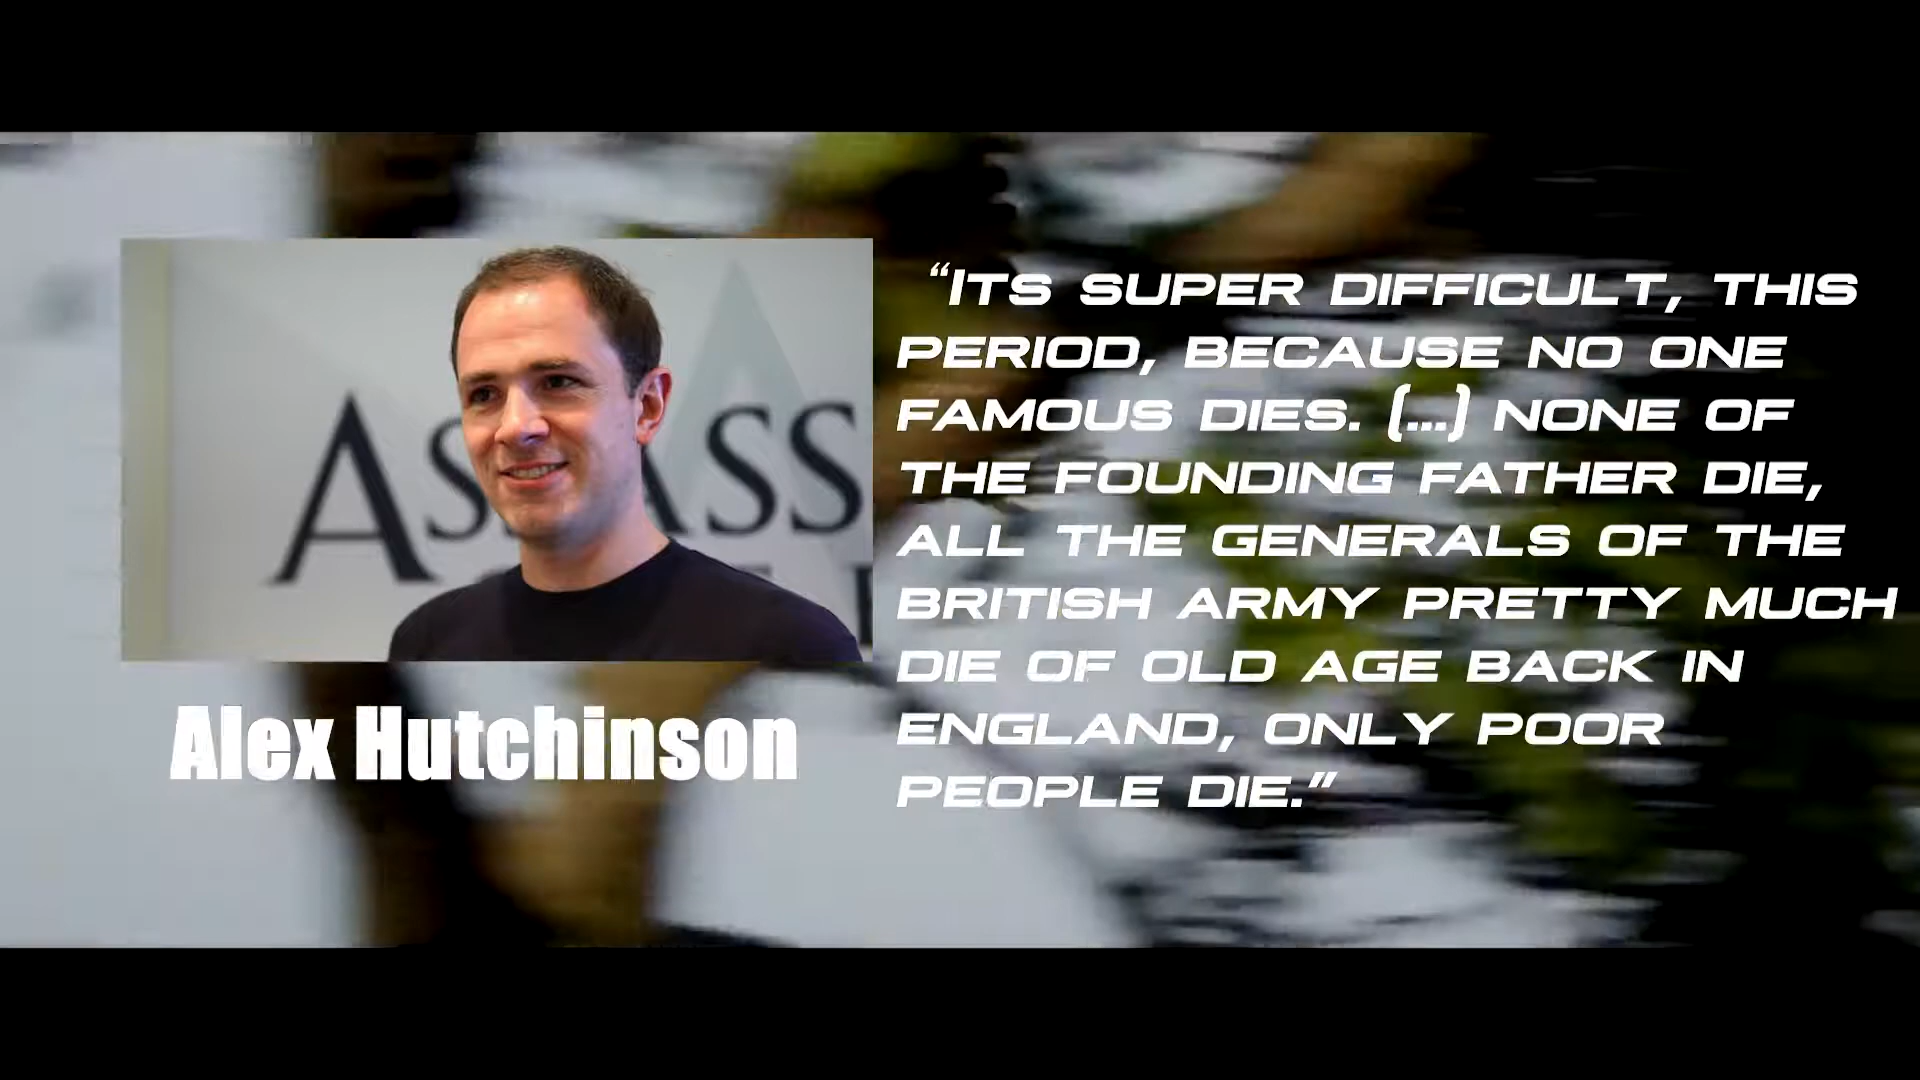 “ITS SUPER DIFFICULT, THIS
PERIOD, BECAUSE NO ONE
FAMOUS DIES. (...) NONE OF
THE FOUNDING FATHER DIE,
ALL THE GENERALS OF THE
BRITISH ARMY PRETTY MUCH
DIE OF OLD AGE BACK IN
ENGLAND, ONLY POOR
PEOPLE DIE.”
Alex Hutchinson